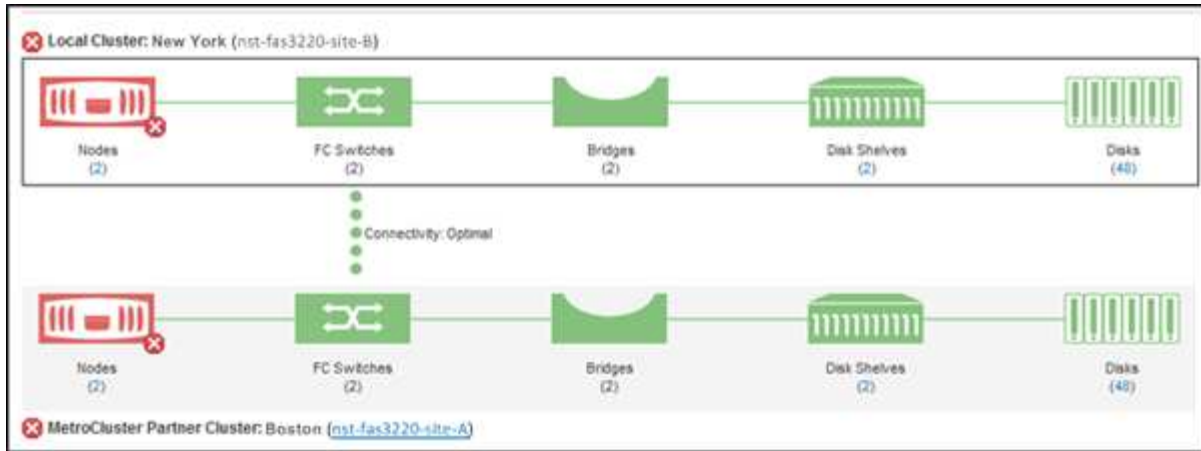 Local Cluster: New York (nst-fas3220-site-B)
Nodes FC Switches Bridges Disk Shelves Disks
(2) (2) (2) (2) (48)
Connectivity: Optimal
Nodes FC Switches Bridges Disk Shelves Disks
(2) (2) (2) (2) (48)
MetroCluster Partner Cluster: Boston (nst-fas3220-site-A)